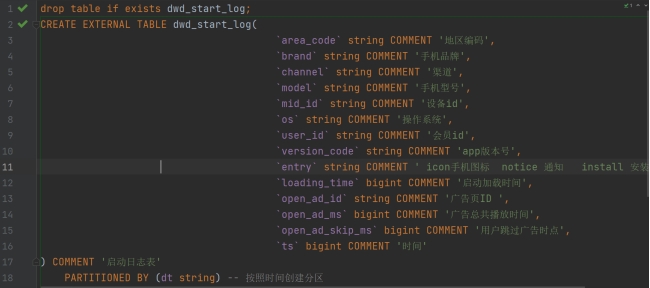 1 drop table if exists dwd_start_log;
2 CREATE EXTERNAL TABLE dwd_start_log(
3 `area_code` string COMMENT '地区编码',
4 `brand` string COMMENT '手机品牌',
5 `channel` string COMMENT '渠道',
6 `model` string COMMENT '手机型号',
7 `mid_id` string COMMENT '设备id',
8 `os` string COMMENT '操作系统',
9 `user_id` string COMMENT '会员id',
10 `version_code` string COMMENT 'app版本号',
11 `entry` string COMMENT ' icon手机图标 notice 通知 install 安装
12 `loading_time` bigint COMMENT '启动加载时间',
13 `open_ad_id` string COMMENT '广告页ID ',
14 `open_ad_ms` bigint COMMENT '广告总共播放时间',
15 `open_ad_skip_ms` bigint COMMENT '用户跳过广告时点',
16 `ts` bigint COMMENT '时间'
17 ) COMMENT '启动日志表'
18 PARTITIONED BY (dt string) -- 按照时间创建分区